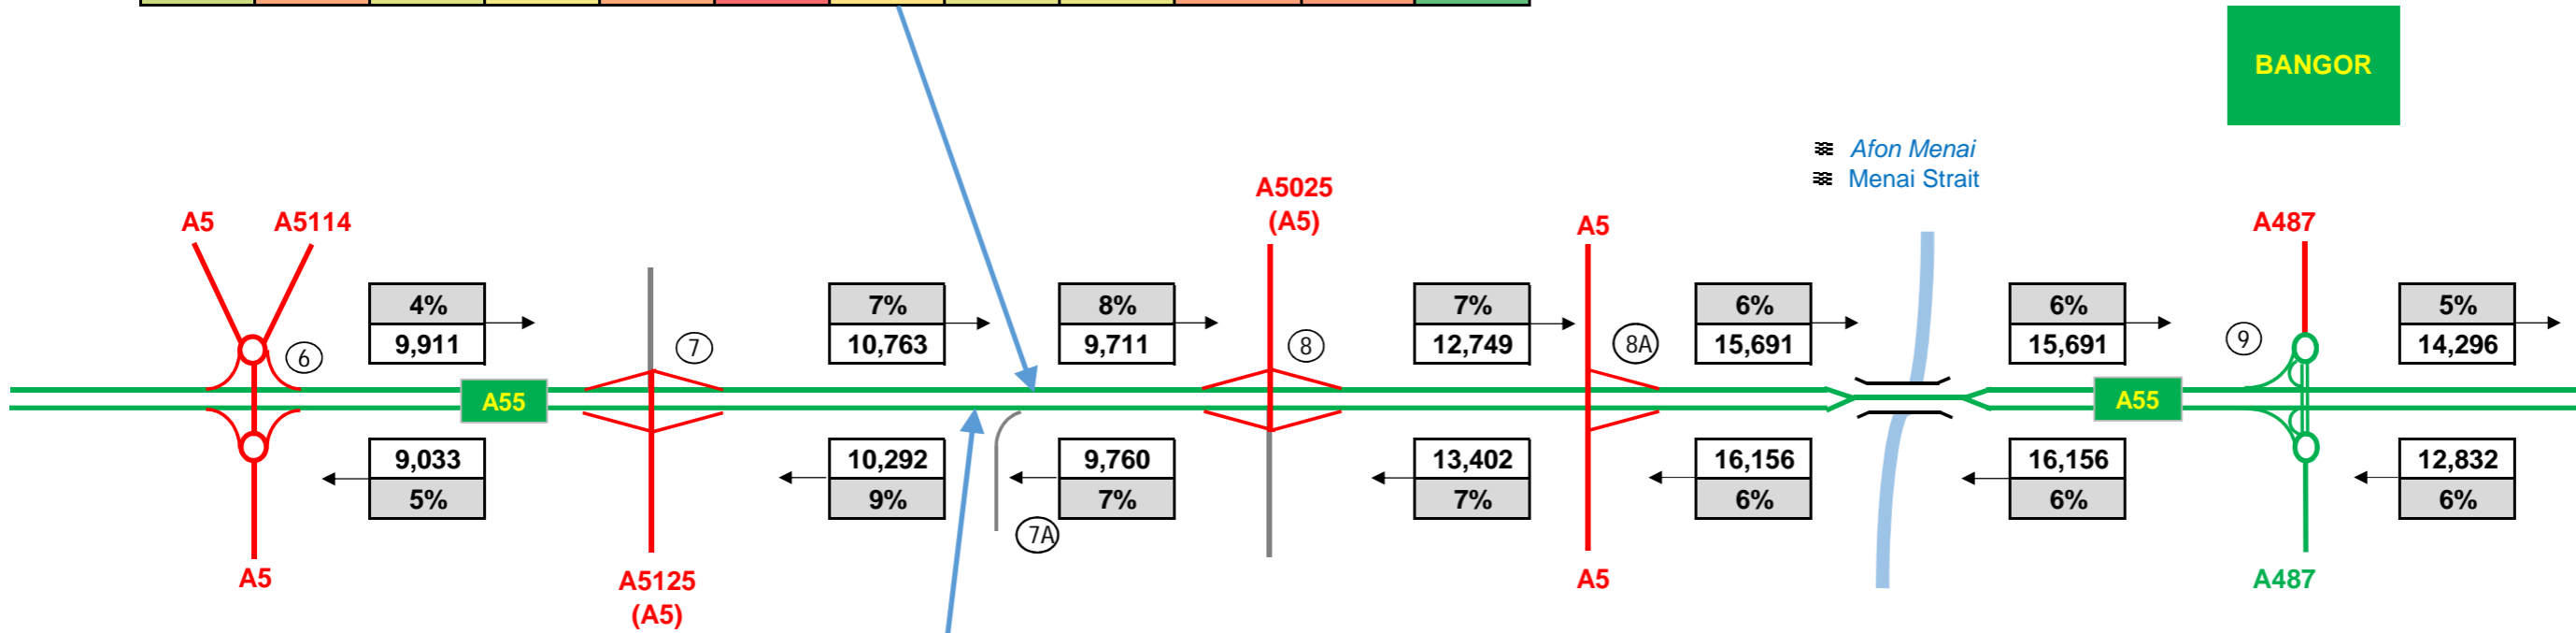 BANGOR
Afon Menai
Menai Strait
A5025
(A5)
A5
A5114
A5
A487
4%
9,911
7%
10,763
8%
9,711
7%
12,749
6%
15,691
6%
15,691
5%
14,296
6
7
8
8A
9
A55
A55
9,033
5%
10,292
9%
9,760
7%
13,402
7%
16,156
6%
16,156
6%
12,832
6%
7A
A5
A5125
(A5)
A5
A487